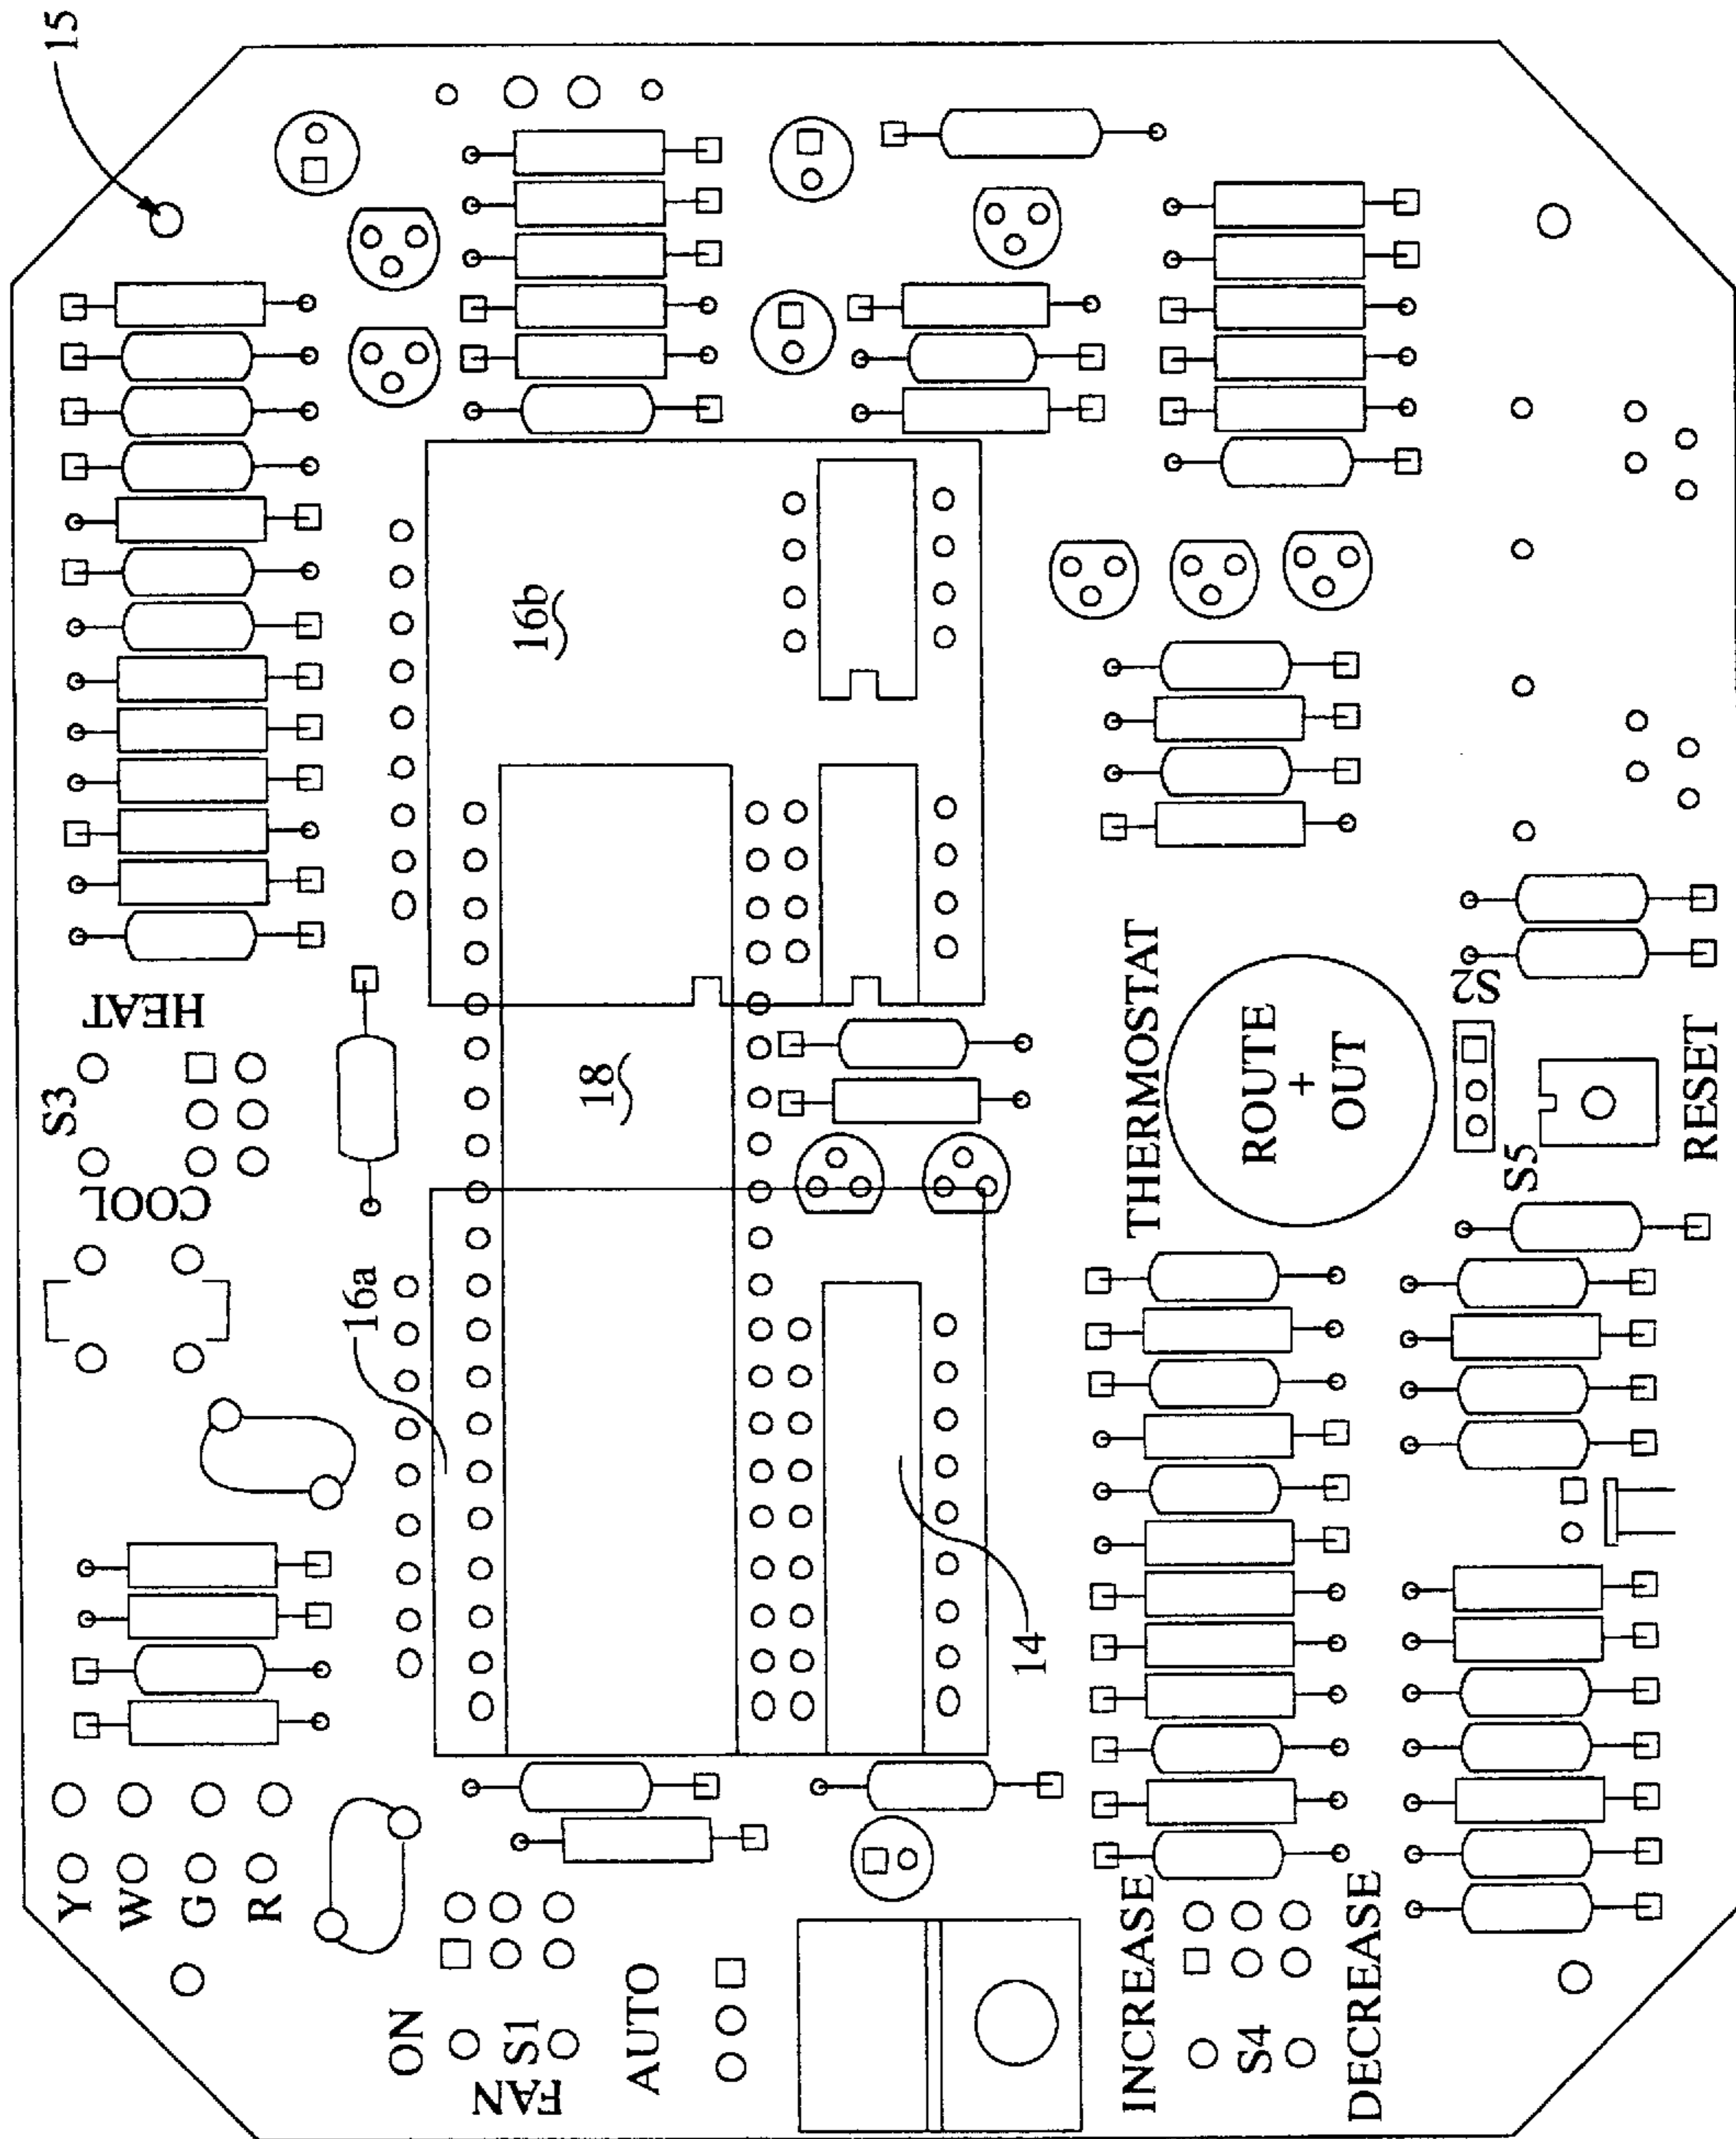 15
HEAT
S3
COOL
16b
18
16a
14
THERMOSTAT
ROUTE
+
OUT
S2
S5
RESET
Y
W
G
R
ON
S1
FAN
AUTO
INCREASE
S4
DECREASE